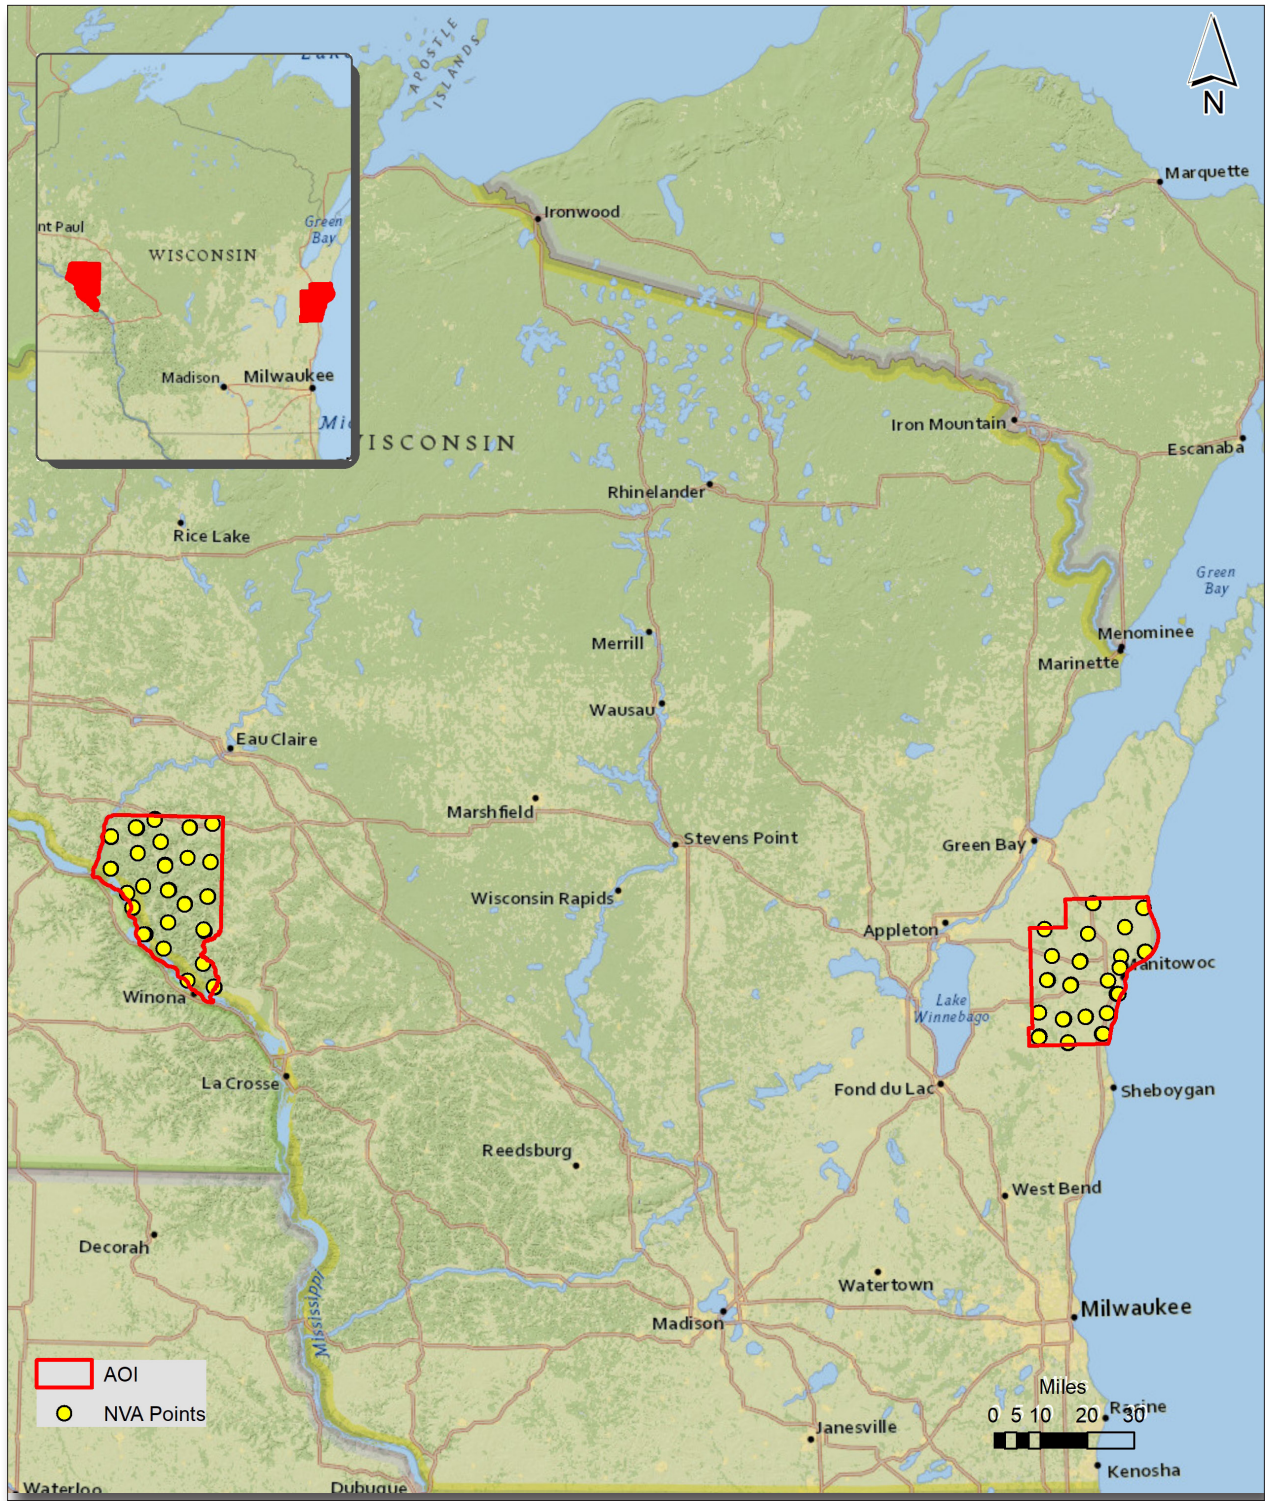 APOSTLE
ISLANDS
N
Marquette
Ironwood
nt Paul
Green
Bay
WISCONSIN
Madison
Milwaukee
Mi
ISCONSIN
Iron Mountain
Escanaba
Rhinelander
Rice Lake
Green
Bay
Menominee
Marinette
Merrill
Wausau
Eau Claire
Marshfield
Stevens Point
Green Bay
Wisconsin Rapids
Appleton
anitowoc
Winona
Lake
Winnebago
La Crosse
Fond du Lac
Sheboygan
Reedsburg
West Bend
Decorah
Watertown
Mississippi
Madison
Milwaukee
AOI
NVA Points
Miles
0 5 10 20 30
Racine
Janesville
Kenosha
Waterloo
Dubuque